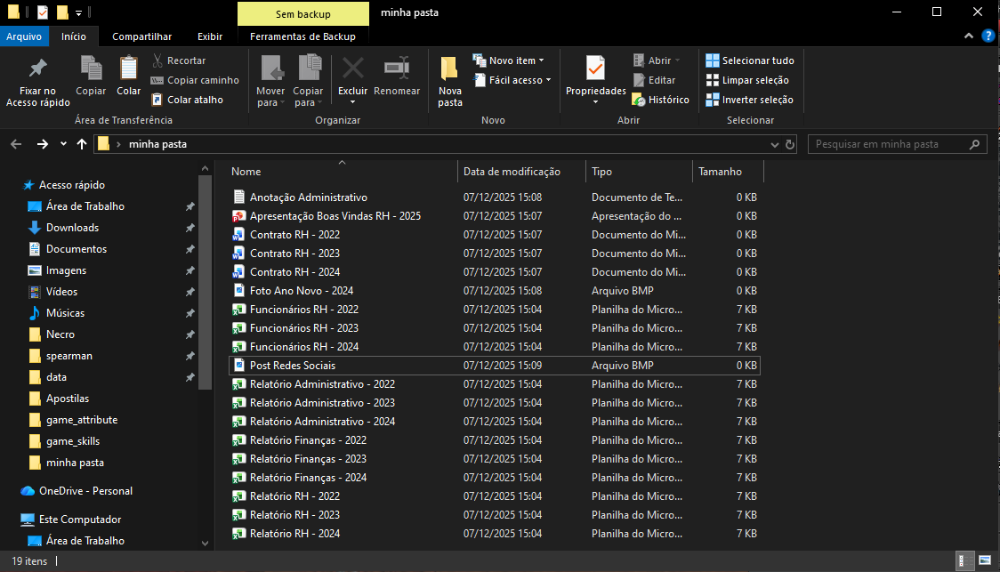 Sem backup
minha pasta
Arquivo Início Compartilhar Exibir Ferramentas de Backup
Fixar no Acesso rápido
Copiar
Colar
Recortar
Copiar caminho
Colar atalho
Área de Transferência
Mover para
Copiar para
Excluir
Renomear
Organizar
Nova pasta
Novo item
Fácil acesso
Novo
Propriedades
Abrir
Editar
Histórico
Abrir
Selecionar tudo
Limpar seleção
Inverter seleção
Selecionar
minha pasta
Pesquisar em minha pasta
Acesso rápido
Área de Trabalho
Downloads
Documentos
Imagens
Vídeos
Músicas
Necro
spearman
data
Apostilas
game_attribute
game_skills
minha pasta
OneDrive - Personal
Este Computador
Área de Trabalho
Nome Data de modificação Tipo Tamanho
Anotação Administrativo 07/12/2025 15:08 Documento de Te... 0 KB
Apresentação Boas Vindas RH - 2025 07/12/2025 15:07 Apresentação do ... 0 KB
Contrato RH - 2022 07/12/2025 15:07 Documento do Mi... 0 KB
Contrato RH - 2023 07/12/2025 15:07 Documento do Mi... 0 KB
Contrato RH - 2024 07/12/2025 15:07 Documento do Mi... 0 KB
Foto Ano Novo - 2024 07/12/2025 15:08 Arquivo BMP 0 KB
Funcionários RH - 2022 07/12/2025 15:04 Planilha do Micro... 7 KB
Funcionários RH - 2023 07/12/2025 15:04 Planilha do Micro... 7 KB
Funcionários RH - 2024 07/12/2025 15:04 Planilha do Micro... 7 KB
Post Redes Sociais 07/12/2025 15:09 Arquivo BMP 0 KB
Relatório Administrativo - 2022 07/12/2025 15:04 Planilha do Micro... 7 KB
Relatório Administrativo - 2023 07/12/2025 15:04 Planilha do Micro... 7 KB
Relatório Administrativo - 2024 07/12/2025 15:04 Planilha do Micro... 7 KB
Relatório Finanças - 2022 07/12/2025 15:04 Planilha do Micro... 7 KB
Relatório Finanças - 2023 07/12/2025 15:04 Planilha do Micro... 7 KB
Relatório Finanças - 2024 07/12/2025 15:04 Planilha do Micro... 7 KB
Relatório RH - 2022 07/12/2025 15:04 Planilha do Micro... 7 KB
Relatório RH - 2023 07/12/2025 15:04 Planilha do Micro... 7 KB
Relatório RH - 2024 07/12/2025 15:04 Planilha do Micro... 7 KB
19 itens